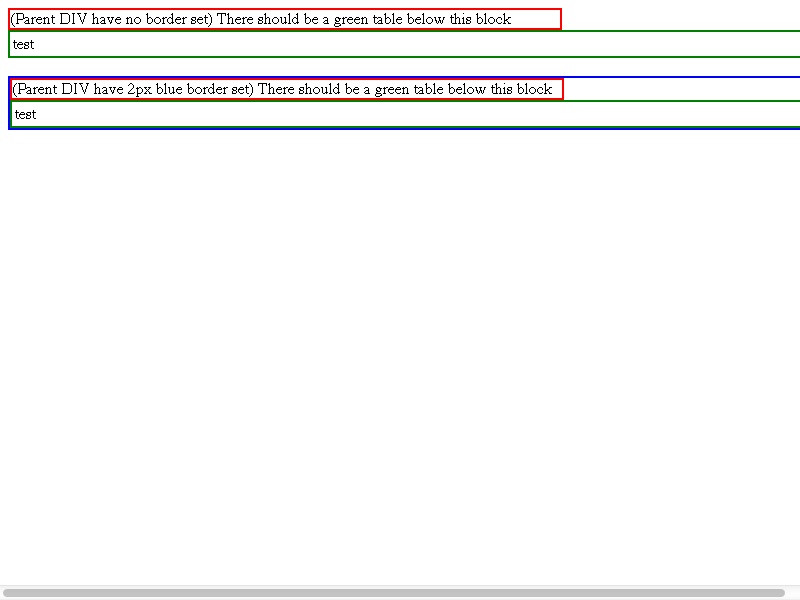 (Parent DIV have no border set) There should be a green table below this block
test
(Parent DIV have 2px blue border set) There should be a green table below this block
test